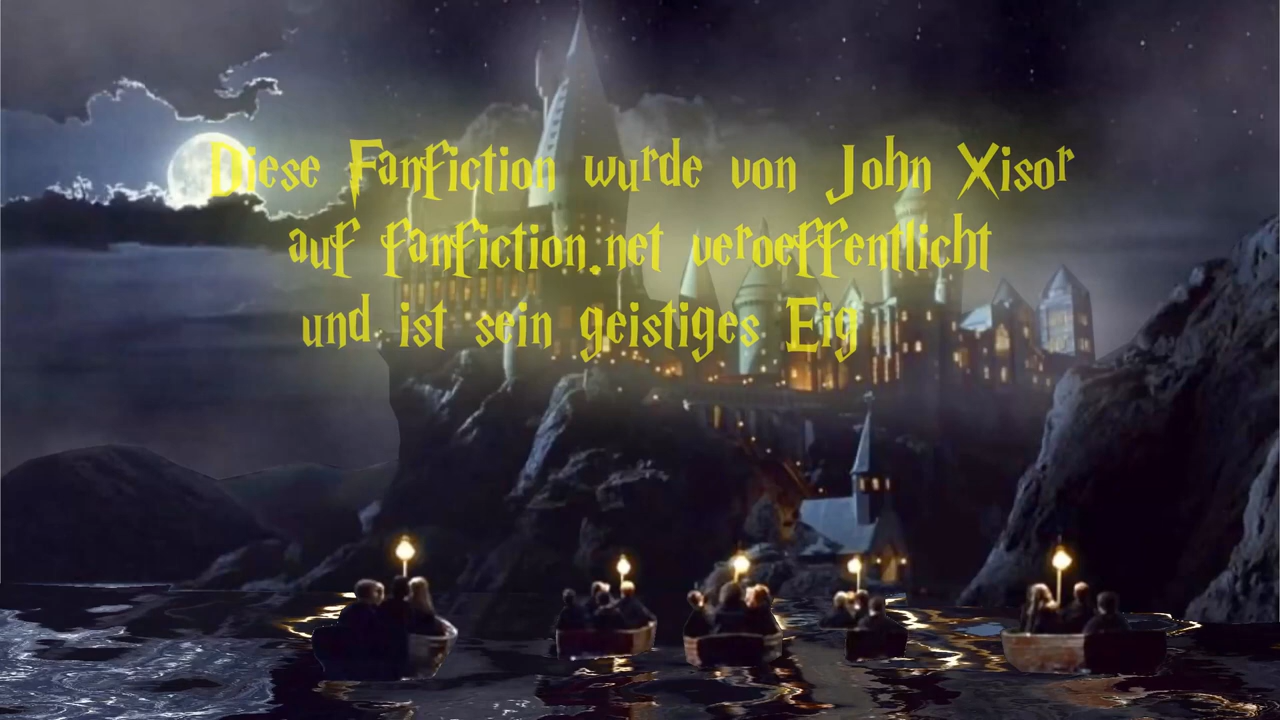 Diese Fanfiction wurde von John Xisor
auf fanfiction.net veroeffentlicht
und ist sein geistiges Eig